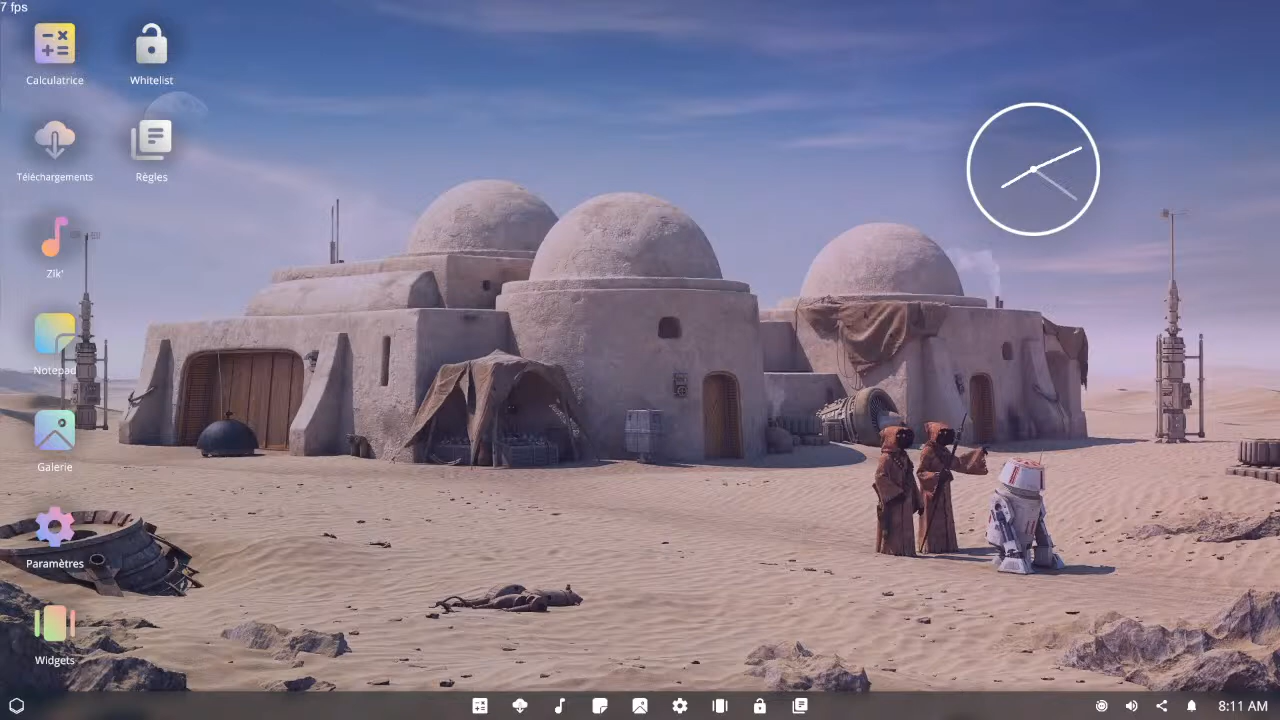 7 fps
Calculatrice
Whitelist
Téléchargements
Règles
Zik'
Notepad
Galerie
Paramètres
Widgets
8:11 AM